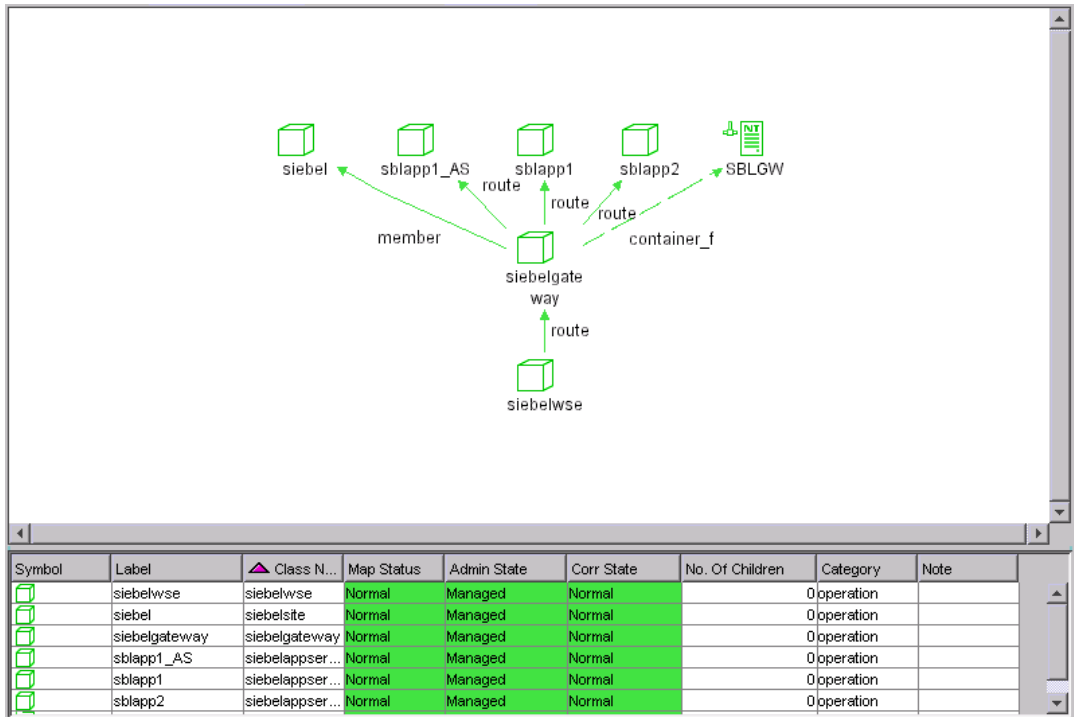 NT
siebel sblapp1_AS sblapp1 sblapp2 SBLGW
route
route
route
member
container_f
siebelgate
way
route
siebelwse
Symbol Label Class N... Map Status Admin State Corr State No. Of Children Category Note
siebelwse siebelwse Normal Managed Normal 0 operation
siebel siebelsite Normal Managed Normal 0 operation
siebelgateway siebelgateway Normal Managed Normal 0 operation
sblapp1_AS siebelappser... Normal Managed Normal 0 operation
sblapp1 siebelappser... Normal Managed Normal 0 operation
sblapp2 siebelappser... Normal Managed Normal 0 operation